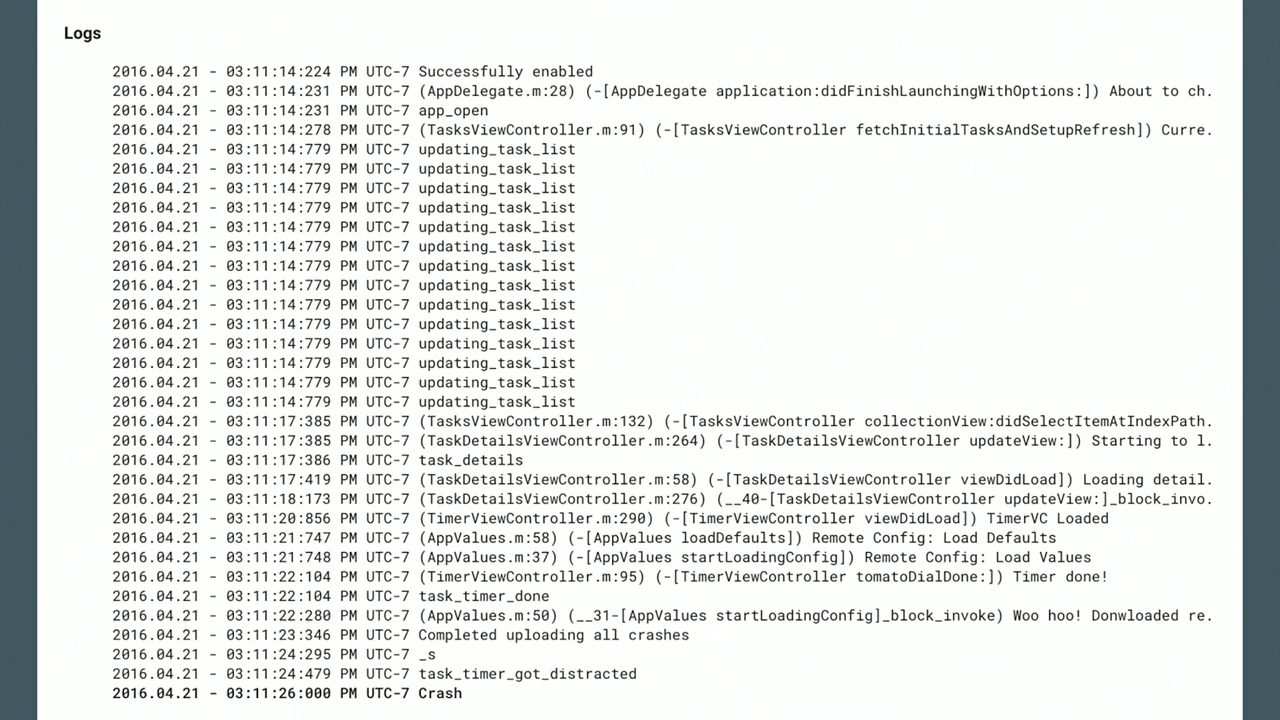 Logs
2016.04.21 - 03:11:14:224 PM UTC-7 Successfully enabled
2016.04.21 - 03:11:14:231 PM UTC-7 (AppDelegate.m:28) (-[AppDelegate application:didFinishLaunchingWithOptions:]) About to ch.
2016.04.21 - 03:11:14:231 PM UTC-7 app_open
2016.04.21 - 03:11:14:278 PM UTC-7 (TasksViewController.m:91) (-[TasksViewController fetchInitialTasksAndSetupRefresh]) Curre.
2016.04.21 - 03:11:14:779 PM UTC-7 updating_task_list
2016.04.21 - 03:11:14:779 PM UTC-7 updating_task_list
2016.04.21 - 03:11:14:779 PM UTC-7 updating_task_list
2016.04.21 - 03:11:14:779 PM UTC-7 updating_task_list
2016.04.21 - 03:11:14:779 PM UTC-7 updating_task_list
2016.04.21 - 03:11:14:779 PM UTC-7 updating_task_list
2016.04.21 - 03:11:14:779 PM UTC-7 updating_task_list
2016.04.21 - 03:11:14:779 PM UTC-7 updating_task_list
2016.04.21 - 03:11:14:779 PM UTC-7 updating_task_list
2016.04.21 - 03:11:14:779 PM UTC-7 updating_task_list
2016.04.21 - 03:11:14:779 PM UTC-7 updating_task_list
2016.04.21 - 03:11:14:779 PM UTC-7 updating_task_list
2016.04.21 - 03:11:14:779 PM UTC-7 updating_task_list
2016.04.21 - 03:11:14:779 PM UTC-7 updating_task_list
2016.04.21 - 03:11:17:385 PM UTC-7 (TasksViewController.m:132) (-[TasksViewController collectionView:didSelectItemAtIndexPath.
2016.04.21 - 03:11:17:385 PM UTC-7 (TaskDetailsViewController.m:264) (-[TaskDetailsViewController updateView:]) Starting to l.
2016.04.21 - 03:11:17:386 PM UTC-7 task_details
2016.04.21 - 03:11:17:419 PM UTC-7 (TaskDetailsViewController.m:58) (-[TaskDetailsViewController viewDidLoad]) Loading detail.
2016.04.21 - 03:11:18:173 PM UTC-7 (TaskDetailsViewController.m:276) (__40-[TaskDetailsViewController updateView:]_block_invo.
2016.04.21 - 03:11:20:856 PM UTC-7 (TimerViewController.m:290) (-[TimerViewController viewDidLoad]) TimerVC Loaded
2016.04.21 - 03:11:21:747 PM UTC-7 (AppValues.m:58) (-[AppValues loadDefaults]) Remote Config: Load Defaults
2016.04.21 - 03:11:21:748 PM UTC-7 (AppValues.m:37) (-[AppValues startLoadingConfig]) Remote Config: Load Values
2016.04.21 - 03:11:22:104 PM UTC-7 (TimerViewController.m:95) (-[TimerViewController tomatoDialDone:]) Timer done!
2016.04.21 - 03:11:22:104 PM UTC-7 task_timer_done
2016.04.21 - 03:11:22:280 PM UTC-7 (AppValues.m:50) (__31-[AppValues startLoadingConfig]_block_invoke) Woo hoo! Donwloaded re.
2016.04.21 - 03:11:23:346 PM UTC-7 Completed uploading all crashes
2016.04.21 - 03:11:24:295 PM UTC-7 _s
2016.04.21 - 03:11:24:479 PM UTC-7 task_timer_got_distracted
2016.04.21 - 03:11:26:000 PM UTC-7 Crash